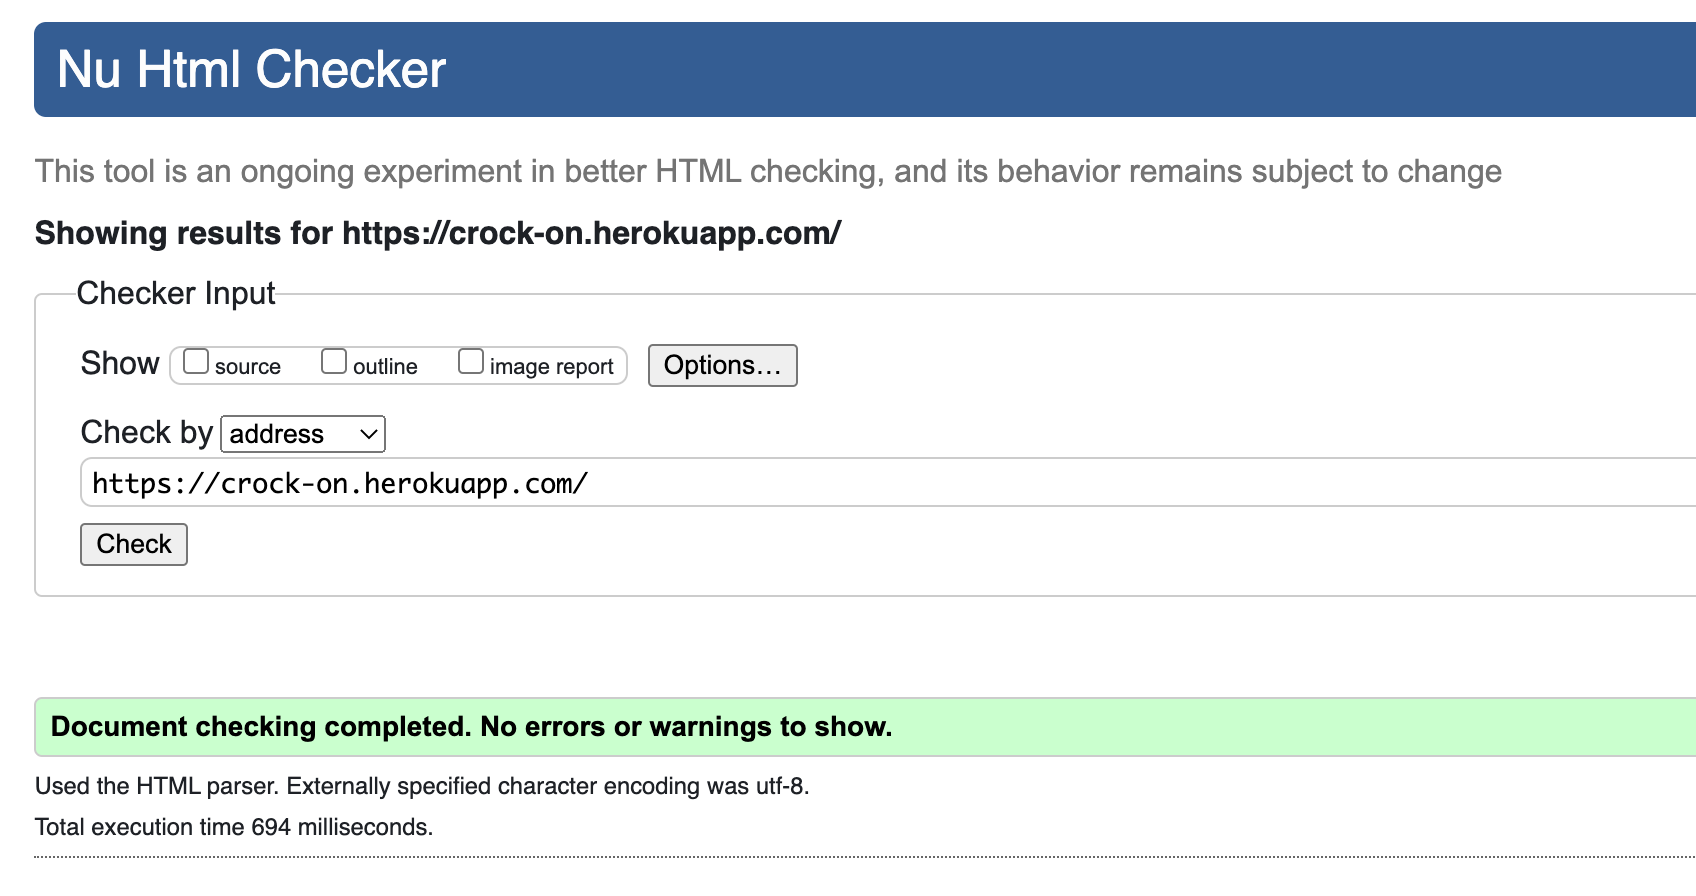 Nu Html Checker
This tool is an ongoing experiment in better HTML checking, and its behavior remains subject to change
Showing results for https://crock-on.herokuapp.com/
Checker Input
Show source outline image report Options...
Check by address
https://crock-on.herokuapp.com/
Check
Document checking completed. No errors or warnings to show.
Used the HTML parser. Externally specified character encoding was utf-8.
Total execution time 694 milliseconds.